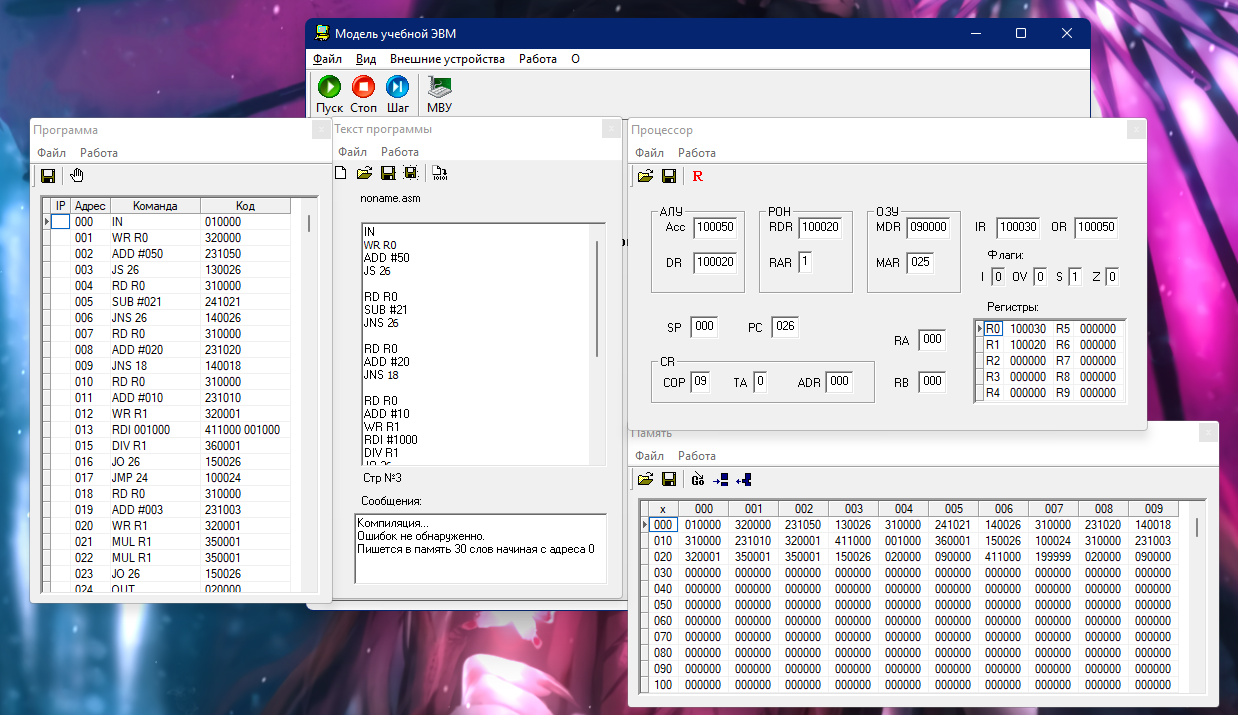 Модель учебной ЭВМ
Файл Вид Внешние устройства Работа О
Пуск Стоп Шаг МВУ
Программа
Файл Работа
IP Адрес Команда Код
000 IN 010000
001 WR R0 320000
002 ADD #050 231050
003 JS 26 130026
004 RD R0 310000
005 SUB #021 241021
006 JNS 26 140026
007 RD R0 310000
008 ADD #020 231020
009 JNS 18 140018
010 RD R0 310000
011 ADD #010 231010
012 WR R1 320001
013 RDI 001000 411000 001000
015 DIV R1 360001
016 JO 26 150026
017 JMP 24 100024
018 RD R0 310000
019 ADD #003 231003
020 WR R1 320001
021 MUL R1 350001
022 MUL R1 350001
023 JO 26 150026
024 OUT 020000
Текст программы
Файл Работа
noname.asm
IN
WR R0
ADD #50
JS 26
RD R0
SUB #21
JNS 26
RD R0
ADD #20
JNS 18
RD R0
ADD #10
WR R1
RDI #1000
DIV R1
JO 26
Стр №3
Сообщения:
Компиляция...
Ошибок не обнаружено.
Пишется в память 30 слов начиная с адреса 0
Процессор
Файл Работа
R
АЛУ РОН ОЗУ
Acc 100050 RDR 100020 MDR 090000 IR 100030 OR 100050
DR 100020 RAR 1 MAR 025
Флаги:
I 0 OV 0 S 1 Z 0
SP 000 PC 026
RA 000
CR
COP 09 TA 0 ADR 000
RB 000
Регистры:
R0 100030 R5 000000
R1 100020 R6 000000
R2 000000 R7 000000
R3 000000 R8 000000
R4 000000 R9 000000
Память
Файл Работа
Go
x 000 001 002 003 004 005 006 007 008 009
000 010000 320000 231050 130026 310000 241021 140026 310000 231020 140018
010 310000 231010 320001 411000 001000 360001 150026 100024 310000 231003
020 320001 350001 350001 150026 020000 090000 411000 199999 020000 090000
030 000000 000000 000000 000000 000000 000000 000000 000000 000000 000000
040 000000 000000 000000 000000 000000 000000 000000 000000 000000 000000
050 000000 000000 000000 000000 000000 000000 000000 000000 000000 000000
060 000000 000000 000000 000000 000000 000000 000000 000000 000000 000000
070 000000 000000 000000 000000 000000 000000 000000 000000 000000 000000
080 000000 000000 000000 000000 000000 000000 000000 000000 000000 000000
090 000000 000000 000000 000000 000000 000000 000000 000000 000000 000000
100 000000 000000 000000 000000 000000 000000 000000 000000 000000 000000